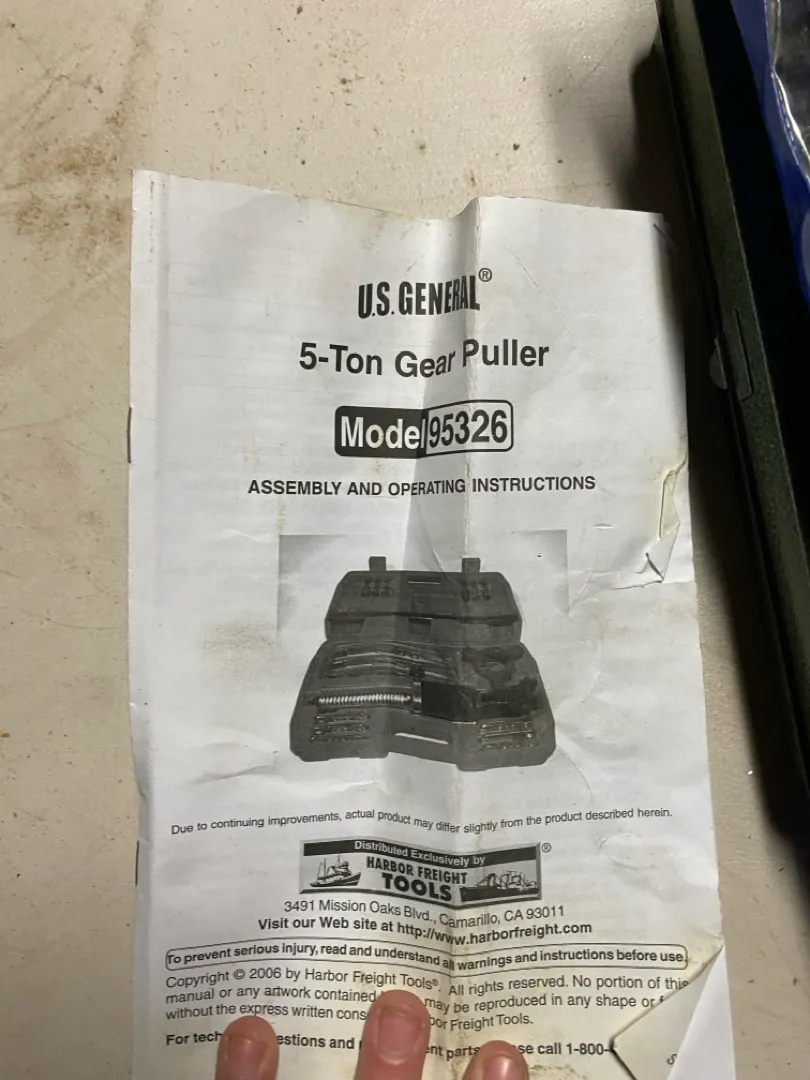 U.S. GENERAL®
5-Ton Gear Puller
Model 95326
ASSEMBLY AND OPERATING INSTRUCTIONS
Due to continuing improvements, actual product may differ slightly from the product described herein.
Distributed Exclusively by
HARBOR FREIGHT
TOOLS ®
3491 Mission Oaks Blvd., Camarillo, CA 93011
Visit our Web site at http://www.harborfreight.com
To prevent serious injury, read and understand all warnings and instructions before use.
Copyright © 2006 by Harbor Freight Tools®. All rights reserved. No portion of this
manual or any artwork contained may be reproduced in any shape or
without the express written Freight Tools.
For and call 1-800-